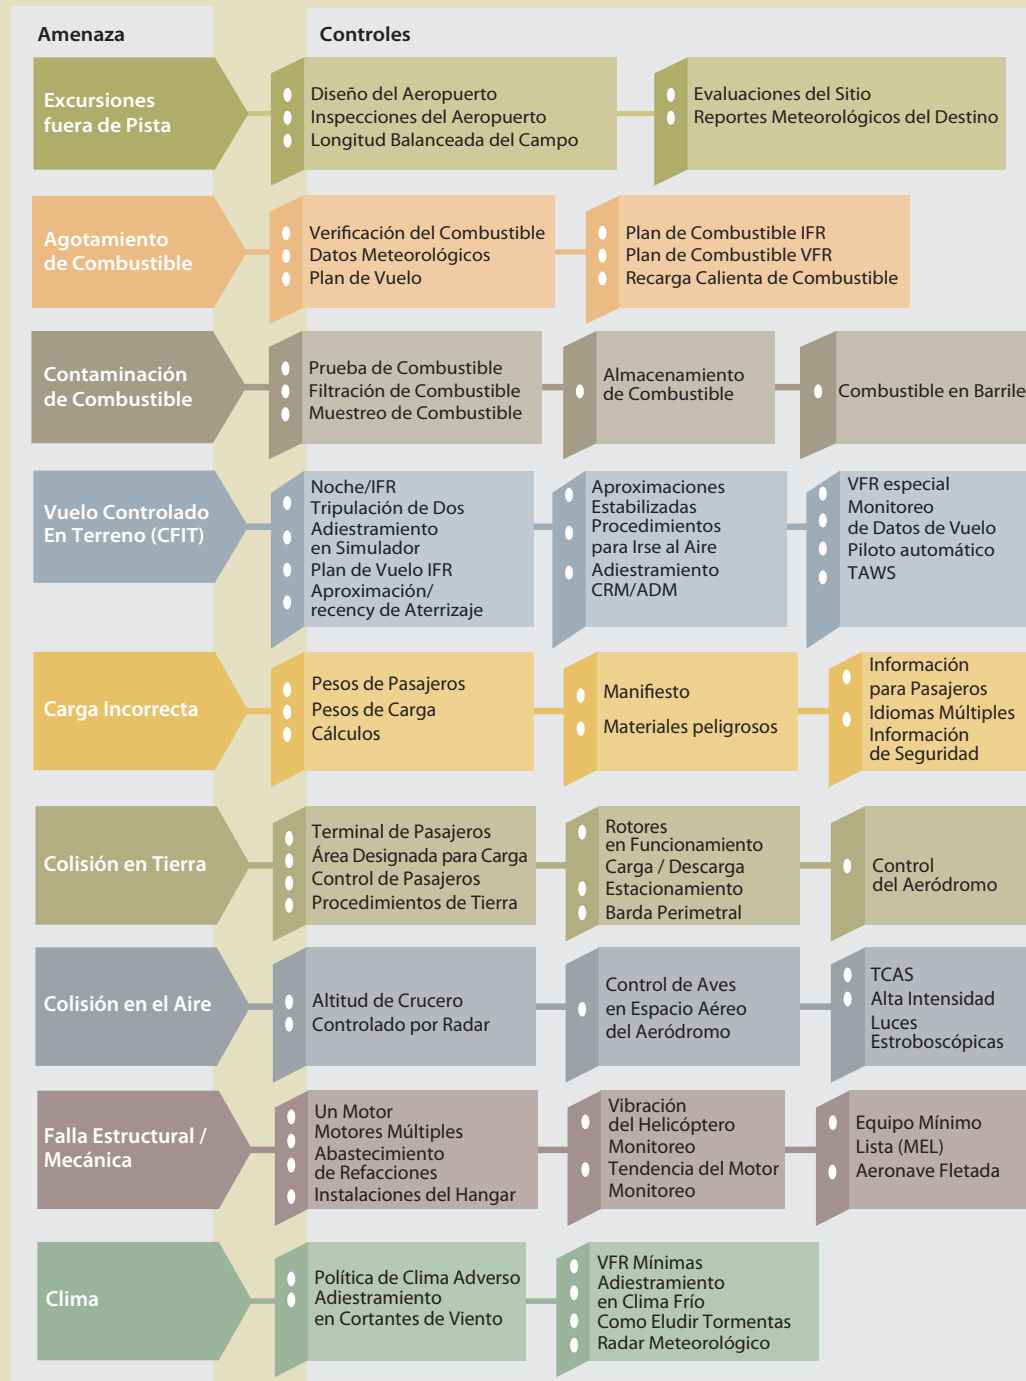 Amenaza
Controles
Excursiones
fuera de Pista
Diseño del Aeropuerto
Inspecciones del Aeropuerto
Longitud Balanceada del Campo
Evaluaciones del Sitio
Reportes Meteorológicos del Destino
Agotamiento
de Combustible
Verificación del Combustible
Datos Meteorológicos
Plan de Vuelo
Plan de Combustible IFR
Plan de Combustible VFR
Recarga Calienta de Combustible
Contaminación
de Combustible
Prueba de Combustible
Filtración de Combustible
Muestreo de Combustible
Almacenamiento
de Combustible
Combustible en Barrile
Vuelo Controlado
En Terreno (CFIT)
Noche/IFR
Tripulación de Dos
Adiestramiento
en Simulador
Plan de Vuelo IFR
Aproximación/
recency de Aterrizaje
Aproximaciones
Estabilizadas
Procedimientos
para Irse al Aire
Adiestramiento
CRM/ADM
VFR especial
Monitoreo
de Datos de Vuelo
Piloto automático
TAWS
Carga Incorrecta
Pesos de Pasajeros
Pesos de Carga
Cálculos
Manifiesto
Materiales peligrosos
Información
para Pasajeros
Idiomas Múltiples
Información
de Seguridad
Colisión en Tierra
Terminal de Pasajeros
Área Designada para Carga
Control de Pasajeros
Procedimientos de Tierra
Rotores
en Funcionamiento
Carga / Descarga
Estacionamiento
Barda Perimetral
Control
del Aeródromo
Colisión en el Aire
Altitud de Crucero
Controlado por Radar
Control de Aves
en Espacio Aéreo
del Aeródromo
TCAS
Alta Intensidad
Luces
Estroboscópicas
Falla Estructural /
Mecánica
Un Motor
Motores Múltiples
Abastecimiento
de Refacciones
Instalaciones del Hangar
Vibración
del Helicóptero
Monitoreo
Tendencia del Motor
Monitoreo
Equipo Mínimo
Lista (MEL)
Aeronave Fletada
Clima
Política de Clima Adverso
Adiestramiento
en Cortantes de Viento
VFR Mínimas
Adiestramiento
en Clima Frío
Como Eludir Tormentas
Radar Meteorológico